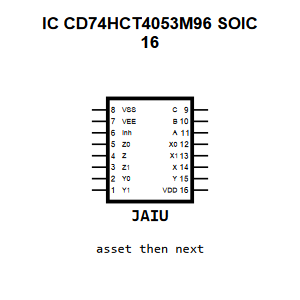 IC CD74HCT4053M96 SOIC
16
8 VSS C 9
7 VEE B 10
6 Inh A 11
5 Z0 X0 12
4 Z X1 13
3 Z1 X 14
2 Y0 Y 15
1 Y1 VDD 16
JAIU
asset then next